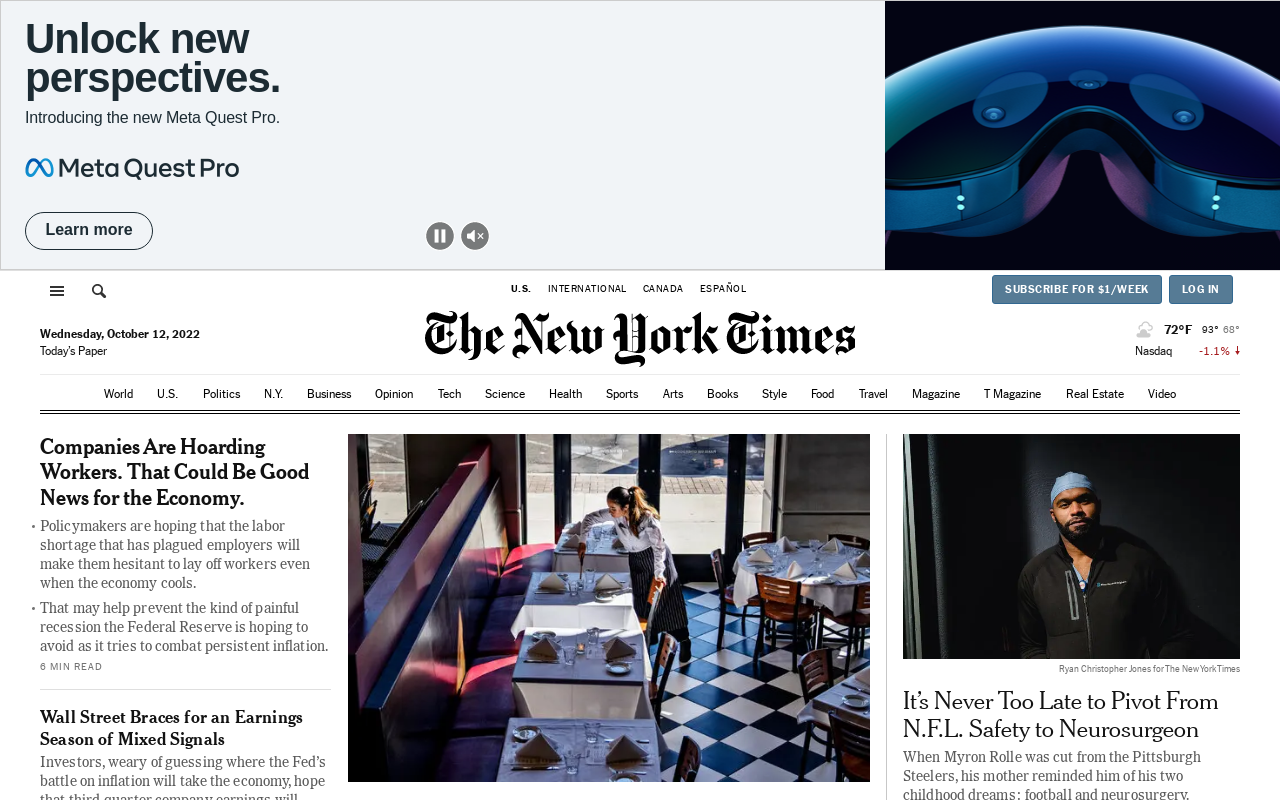 Unlock new
perspectives.
Introducing the new Meta Quest Pro.
Meta Quest Pro
Learn more
U.S. INTERNATIONAL CANADA ESPAÑOL
SUBSCRIBE FOR $1/WEEK LOG IN
Wednesday, October 12, 2022
Today's Paper
The New York Times
72°F 93° 68°
Nasdaq -1.1% ↓
World U.S. Politics N.Y. Business Opinion Tech Science Health Sports Arts Books Style Food Travel Magazine T Magazine Real Estate Video
Companies Are Hoarding
Workers. That Could Be Good
News for the Economy.
• Policymakers are hoping that the labor
shortage that has plagued employers will
make them hesitant to lay off workers even
when the economy cools.
• That may help prevent the kind of painful
recession the Federal Reserve is hoping to
avoid as it tries to combat persistent inflation.
6 MIN READ
Wall Street Braces for an Earnings
Season of Mixed Signals
Investors, weary of guessing where the Fed's
battle on inflation will take the economy, hope
that third-quarter company earnings will
Ryan Christopher Jones for The New York Times
It's Never Too Late to Pivot From
N.F.L. Safety to Neurosurgeon
When Myron Rolle was cut from the Pittsburgh
Steelers, his mother reminded him of his two
childhood dreams: football and neurosurgery.